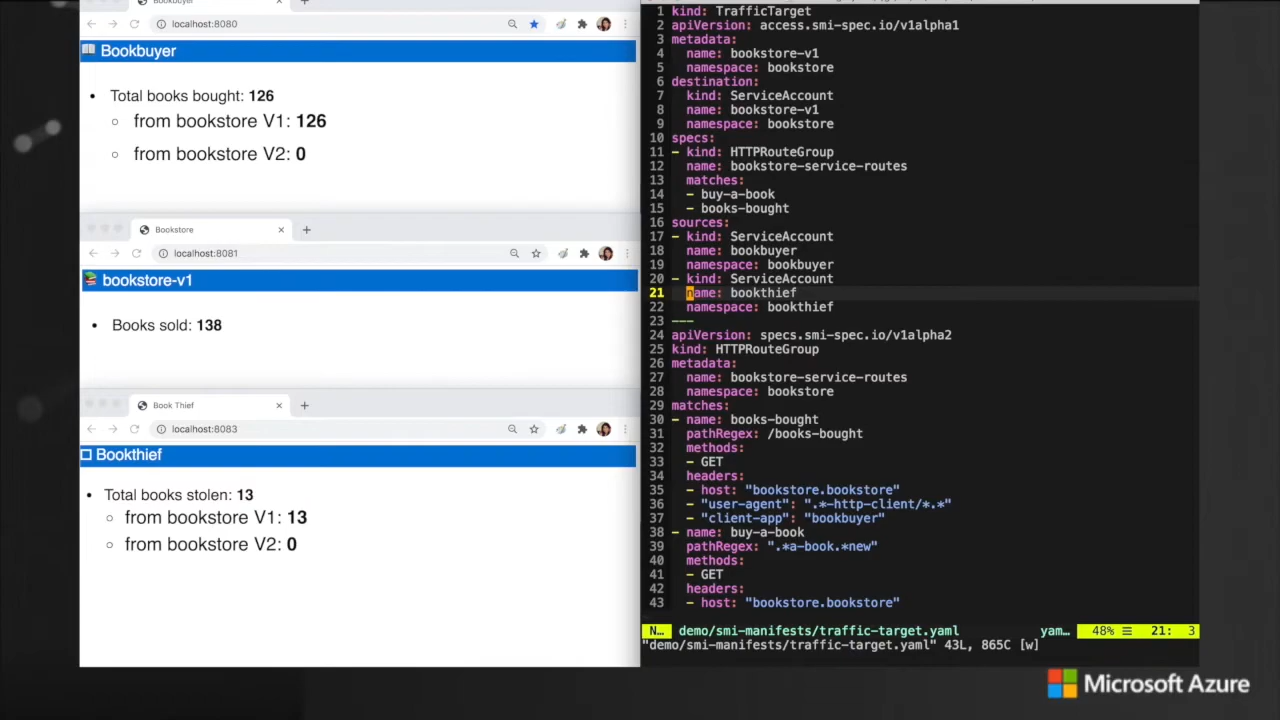 Bookbuyer
localhost:8080
Bookbuyer
• Total books bought: 126
○ from bookstore V1: 126
○ from bookstore V2: 0
Bookstore
localhost:8081
bookstore-v1
• Books sold: 138
Book Thief
localhost:8083
Bookthief
• Total books stolen: 13
○ from bookstore V1: 13
○ from bookstore V2: 0
1 kind: TrafficTarget
2 apiVersion: access.smi-spec.io/v1alpha1
3 metadata:
4 name: bookstore-v1
5 namespace: bookstore
6 destination:
7 kind: ServiceAccount
8 name: bookstore-v1
9 namespace: bookstore
10 specs:
11 - kind: HTTPRouteGroup
12 name: bookstore-service-routes
13 matches:
14 - buy-a-book
15 - books-bought
16 sources:
17 - kind: ServiceAccount
18 name: bookbuyer
19 namespace: bookbuyer
20 - kind: ServiceAccount
21 name: bookthief
22 namespace: bookthief
23 ---
24 apiVersion: specs.smi-spec.io/v1alpha2
25 kind: HTTPRouteGroup
26 metadata:
27 name: bookstore-service-routes
28 namespace: bookstore
29 matches:
30 - name: books-bought
31 pathRegex: /books-bought
32 methods:
33 - GET
34 headers:
35 - host: "bookstore.bookstore"
36 - "user-agent": ".*-http-client/*.*"
37 - "client-app": "bookbuyer"
38 - name: buy-a-book
39 pathRegex: ".*a-book.*new"
40 methods:
41 - GET
42 headers:
43 - host: "bookstore.bookstore"
N… demo/smi-manifests/traffic-target.yaml yam… 48% ☰ 21: 3
"demo/smi-manifests/traffic-target.yaml" 43L, 865C [w]
Microsoft Azure